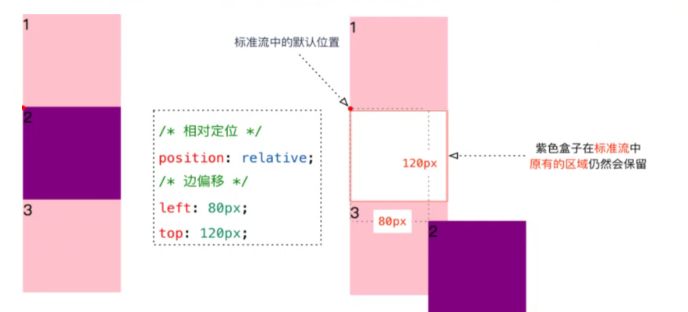 1
2
3
/* 相对定位 */
position: relative;
/* 边偏移 */
left: 80px;
top: 120px;
标准流中的默认位置
1
120px
紫色盒子在标准流中
原有的区域仍然会保留
3
80px
2